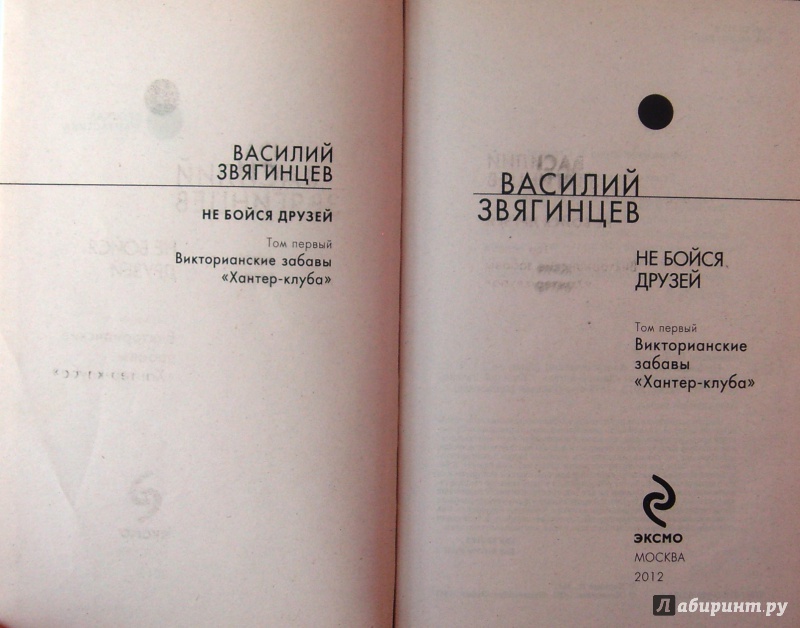 ВАСИЛИЙ
ЗВЯГИНЦЕВ
НЕ БОЙСЯ ДРУЗЕЙ
Том первый
Викторианские забавы
«Хантер-клуба»
ВАСИЛИЙ
ЗВЯГИНЦЕВ
НЕ БОЙСЯ
ДРУЗЕЙ
Том первый
Викторианские
забавы
«Хантер-клуба»
ЭКСМО
МОСКВА
2012
Лабиринт.ру